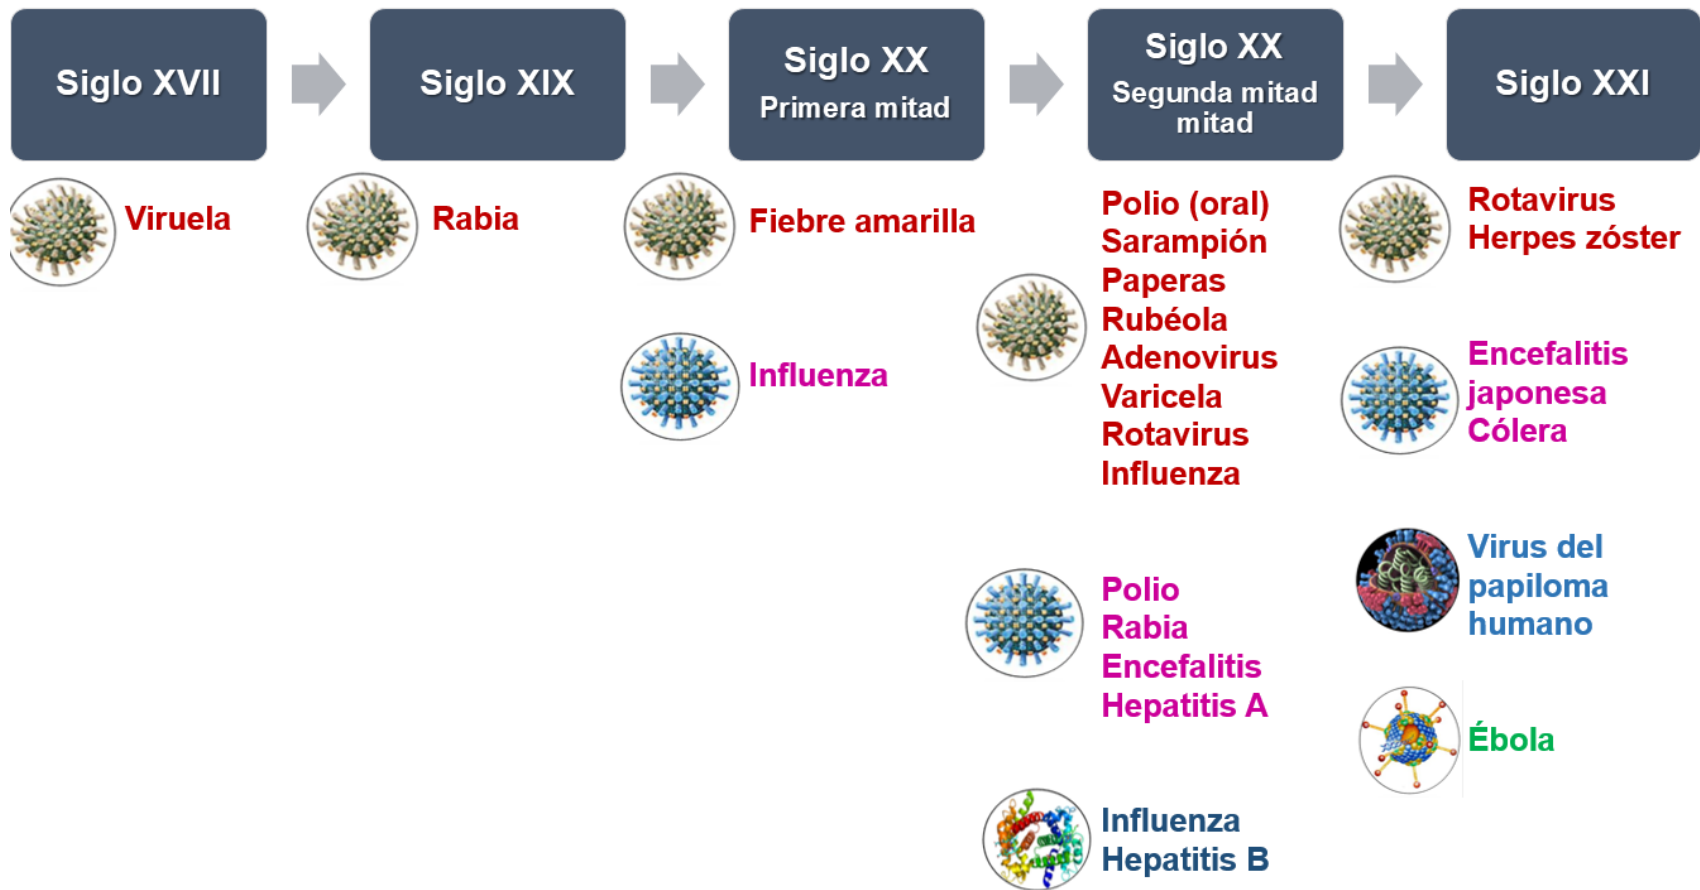 Siglo XVII
Siglo XIX
Siglo XX
Primera mitad
Siglo XX
Segunda mitad
mitad
Siglo XXI
Viruela
Rabia
Fiebre amarilla
Influenza
Polio (oral)
Sarampión
Paperas
Rubéola
Adenovirus
Varicela
Rotavirus
Influenza
Polio
Rabia
Encefalitis
Hepatitis A
Influenza
Hepatitis B
Rotavirus
Herpes zóster
Encefalitis
japonesa
Cólera
Virus del
papiloma
humano
Ébola